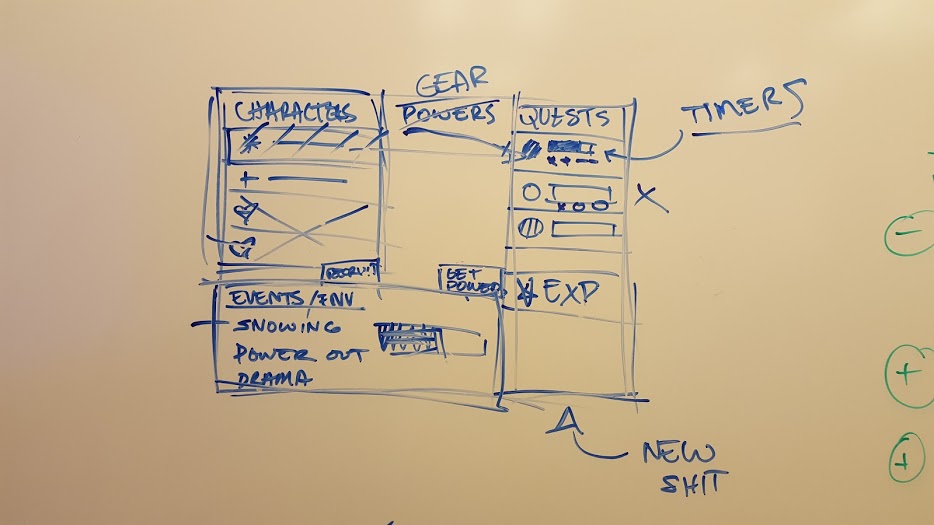 GEAR
CHARACTERS
POWERS
QUESTS
TIMERS
RECRUIT
GET
POWER
EXP
EVENTS/ENV
SNOWING
POWER OUT
DRAMA
NEW
SHIT